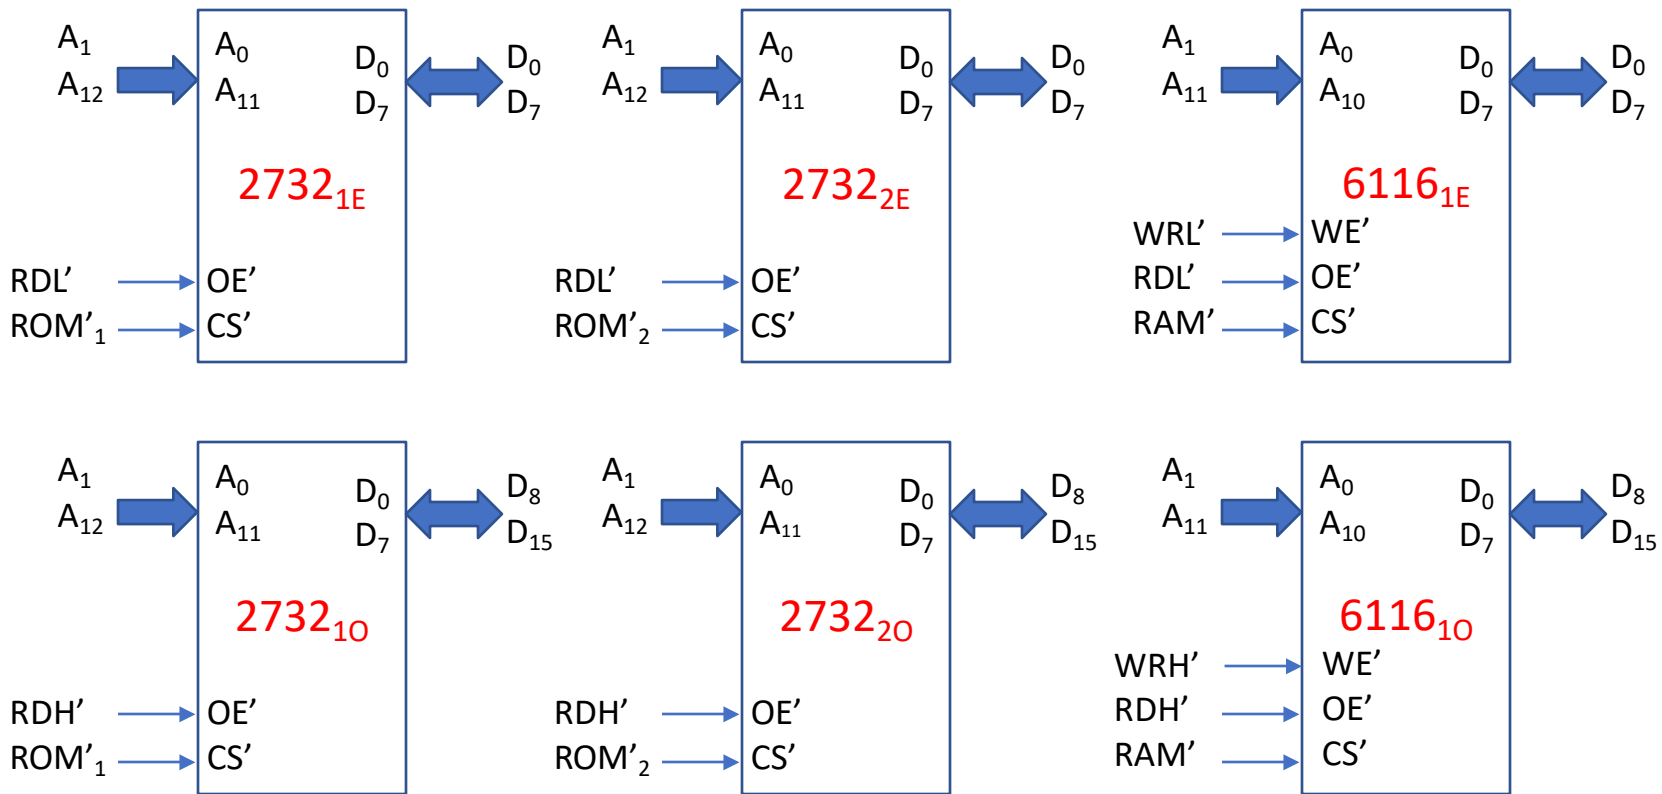 A1
A12
A0
A11
D0
D7
D0
D7
27321E
RDL’
OE’
ROM’1
CS’
A1
A12
A0
A11
D0
D7
D0
D7
27322E
RDL’
OE’
ROM’2
CS’
A1
A11
A0
A10
D0
D7
D0
D7
61161E
WRL’
WE’
RDL’
OE’
RAM’
CS’
A1
A12
A0
A11
D0
D7
D8
D15
27321O
RDH’
OE’
ROM’1
CS’
A1
A12
A0
A11
D0
D7
D8
D15
27322O
RDH’
OE’
ROM’2
CS’
A1
A11
A0
A10
D0
D7
D8
D15
61161O
WRH’
WE’
RDH’
OE’
RAM’
CS’